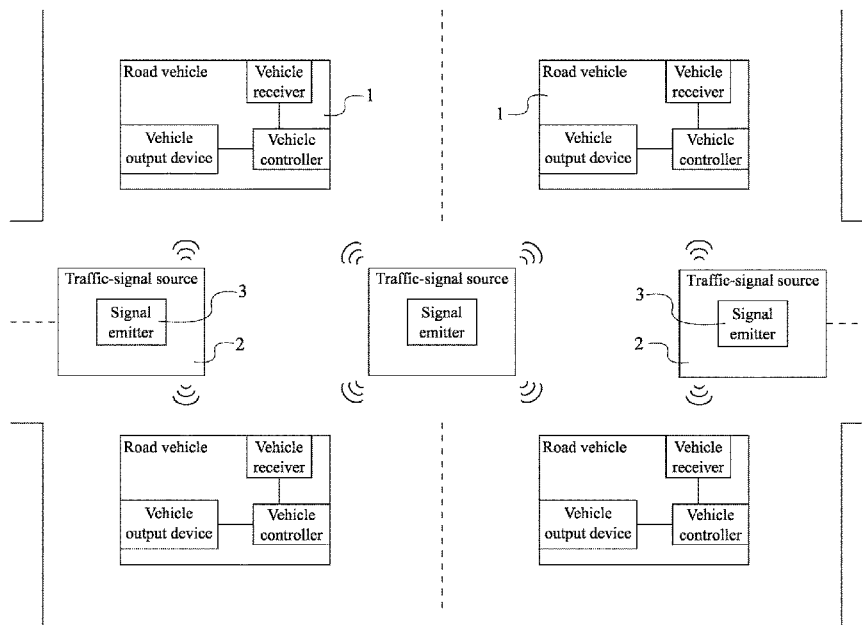 Road vehicle
Vehicle
receiver
1
Vehicle
output device
Vehicle
controller
Road vehicle
Vehicle
receiver
1
Vehicle
output device
Vehicle
controller
Traffic-signal source
Signal
emitter
3
2
Traffic-signal source
Signal
emitter
Traffic-signal source
3
Signal
emitter
2
Road vehicle
Vehicle
receiver
Vehicle
output device
Vehicle
controller
Road vehicle
Vehicle
receiver
Vehicle
output device
Vehicle
controller